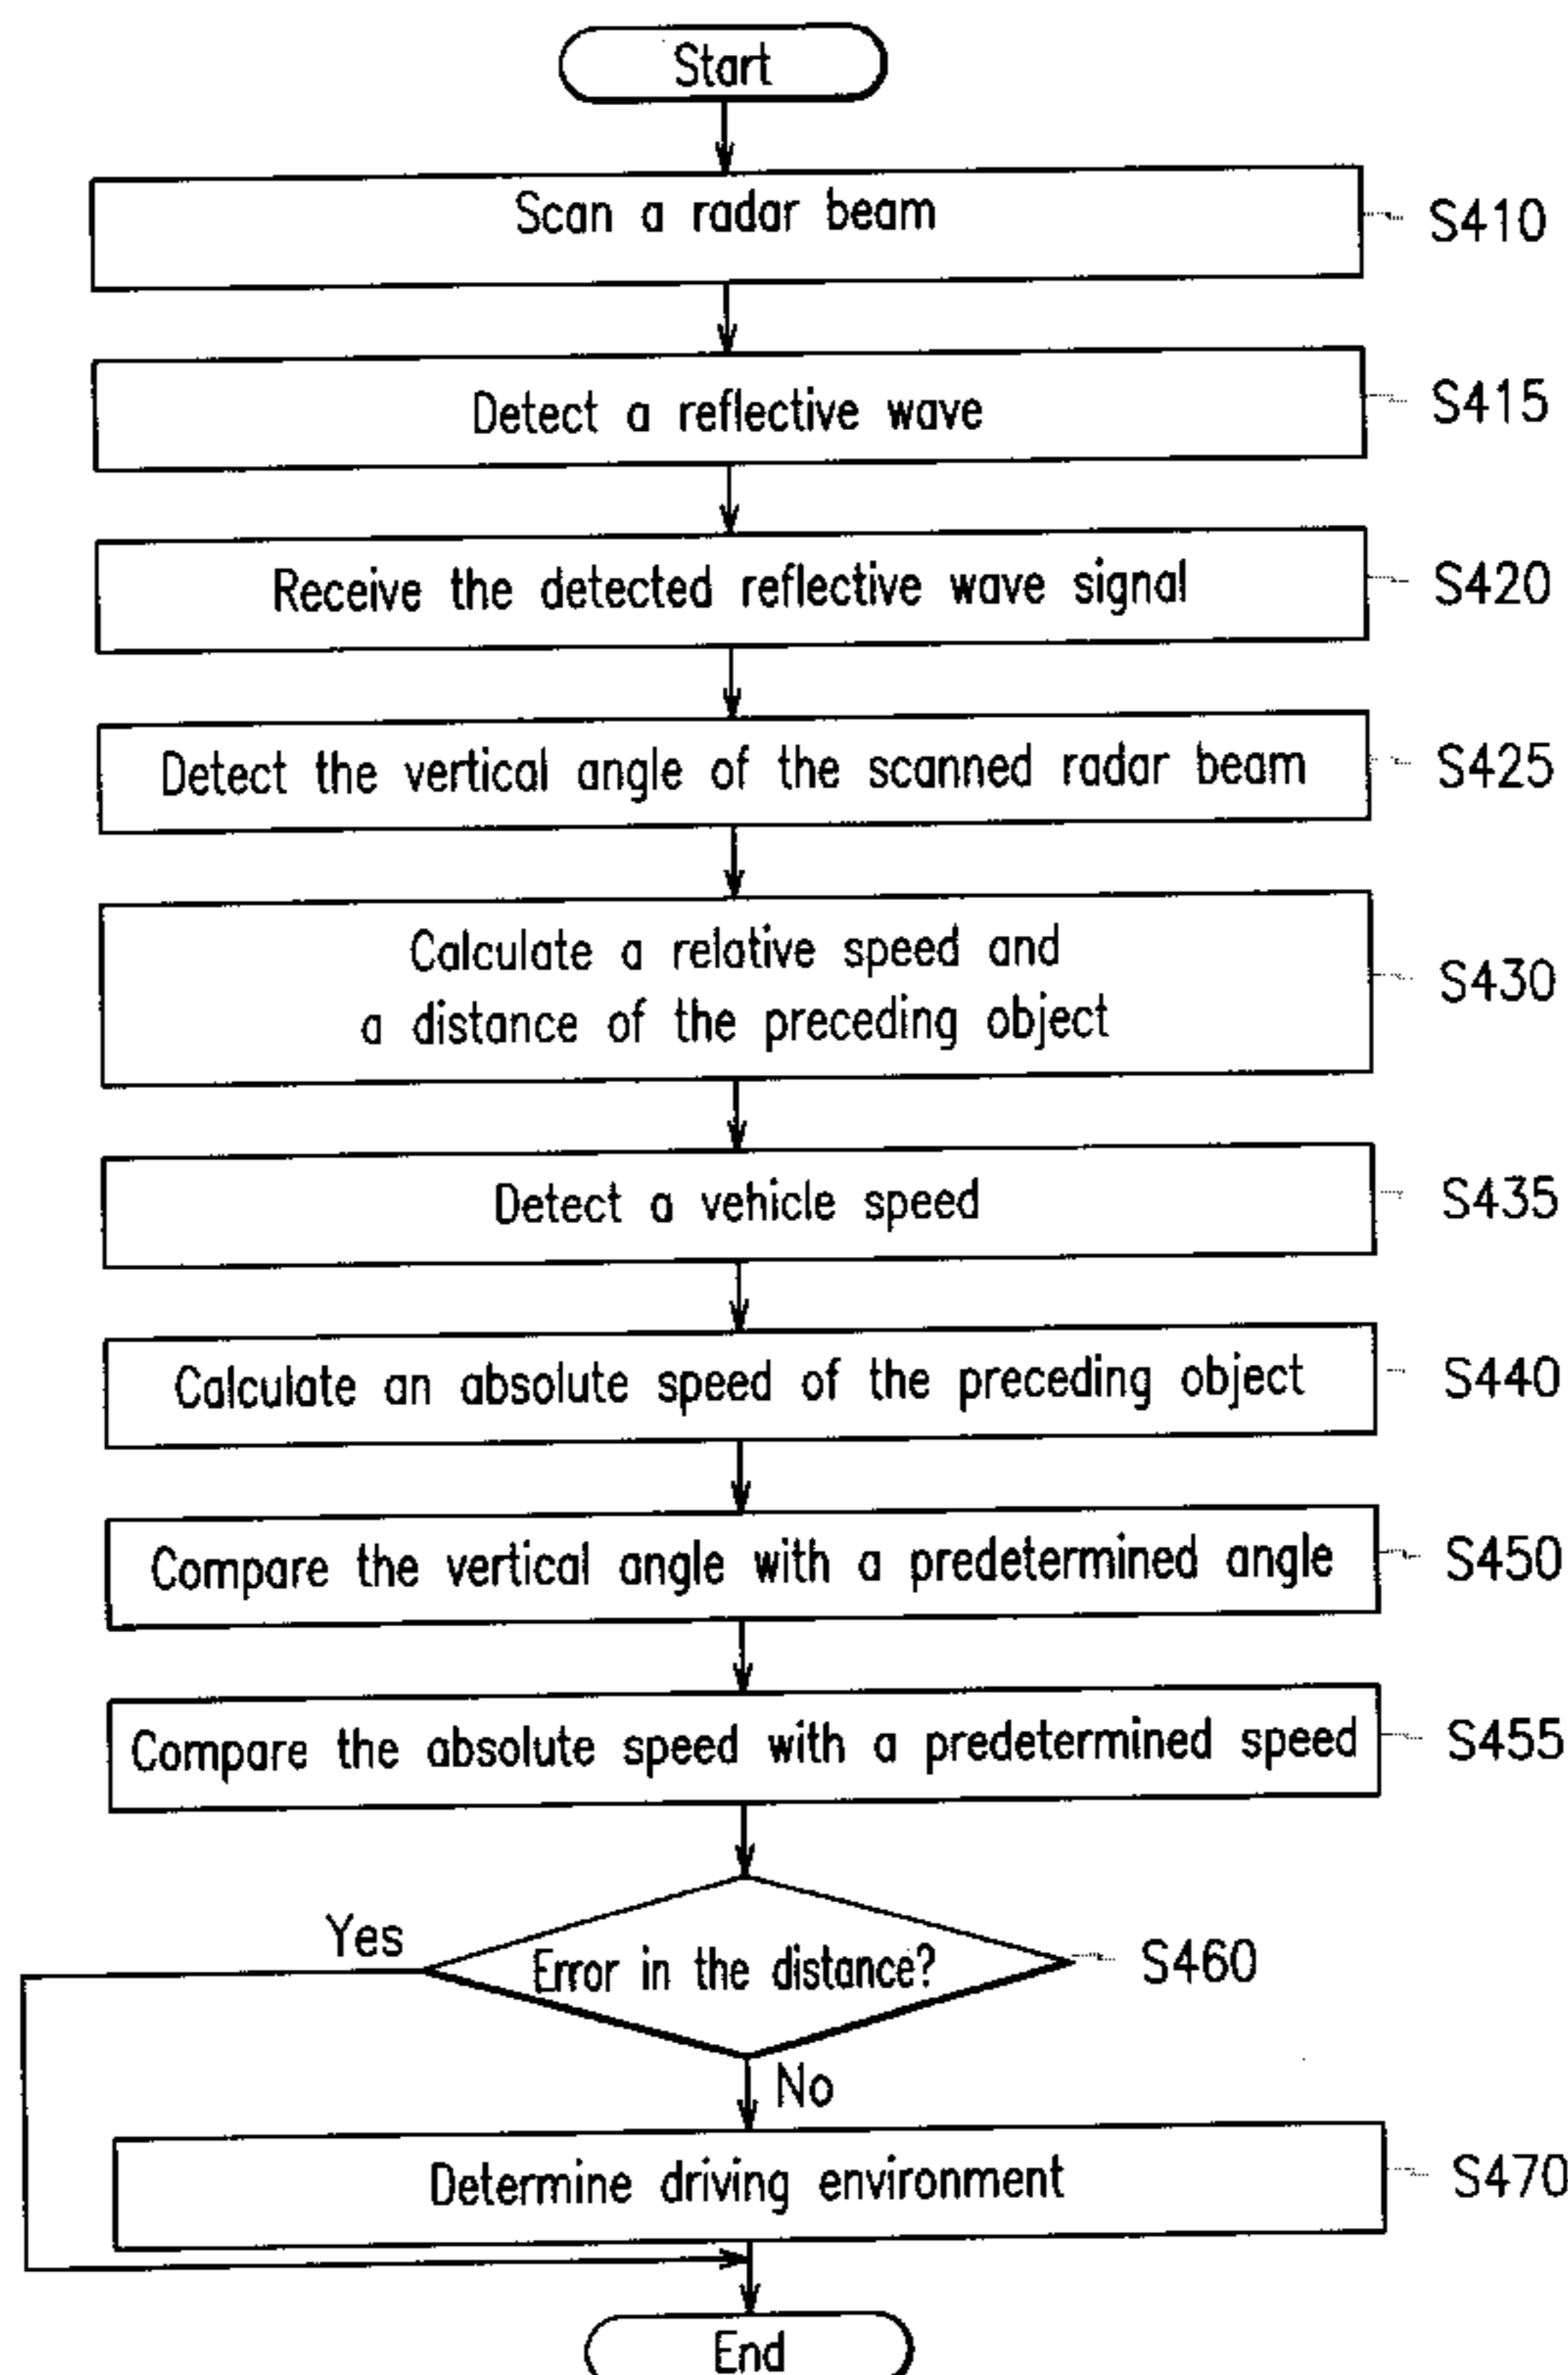 Start
Scan a radar beam
S410
Detect a reflective wave
S415
Receive the detected reflective wave signal
S420
Detect the vertical angle of the scanned radar beam
S425
Calculate a relative speed and
a distance of the preceding object
S430
Detect a vehicle speed
S435
Calculate an absolute speed of the preceding object
S440
Compare the vertical angle with a predetermined angle
S450
Compare the absolute speed with a predetermined speed
S455
Yes
Error in the distance?
S460
No
Determine driving environment
S470
End